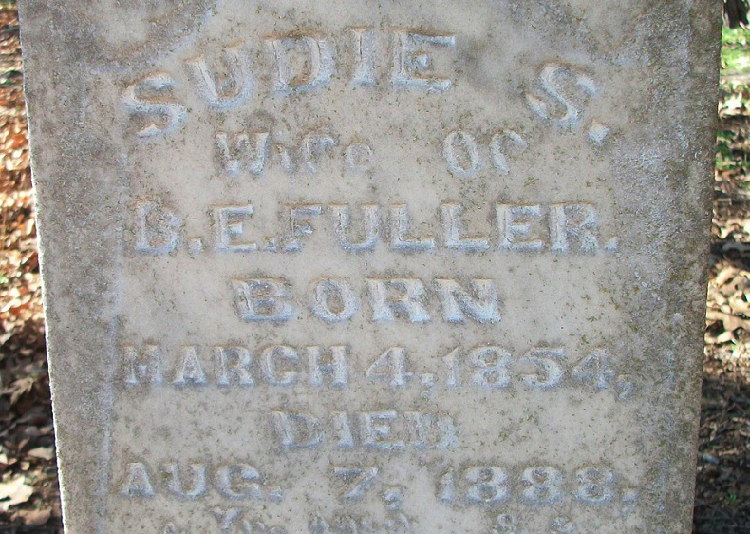 SUDIE S.
Wife Of
B.E.FULLER.
BORN
MARCH 4, 1854,
DIED
AUG. 7, 1888.